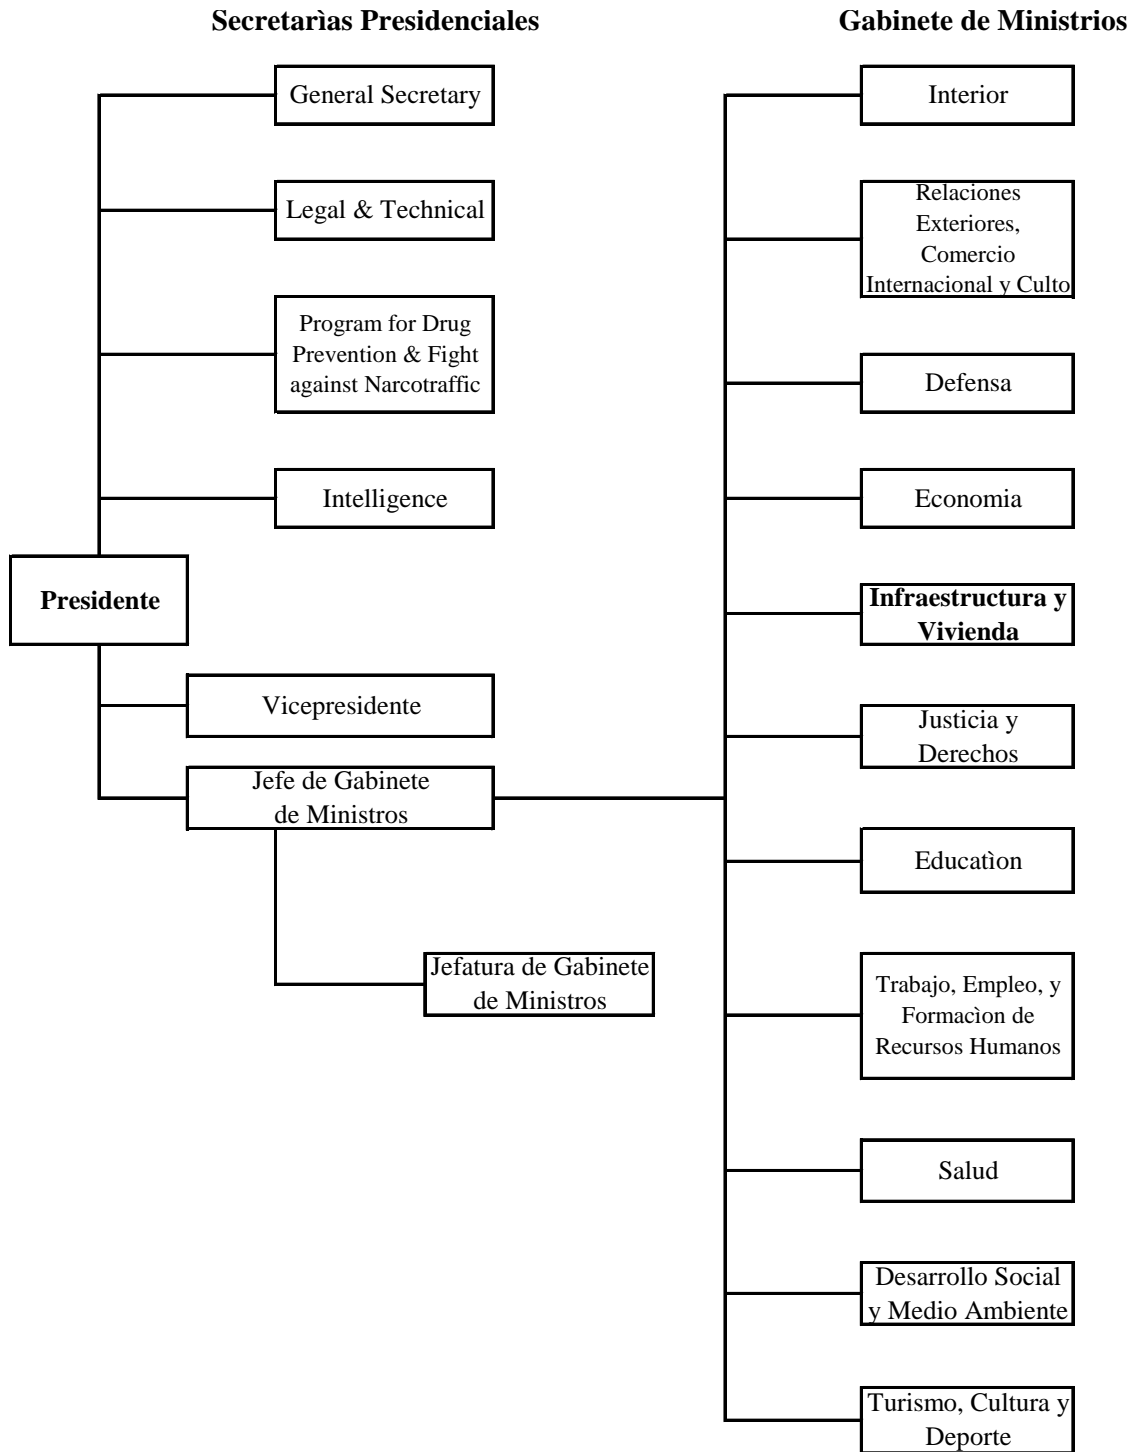 Secretarìas Presidenciales
General Secretary
Legal & Technical
Program for Drug
Prevention & Fight
against Narcotraffic
Intelligence
Presidente
Vicepresidente
Jefe de Gabinete
de Ministros
Jefatura de Gabinete
de Ministros
Gabinete de Ministrios
Interior
Relaciones
Exteriores,
Comercio
Internacional y Culto
Defensa
Economia
Infraestructura y
Vivienda
Justicia y
Derechos
Educatìon
Trabajo, Empleo, y
Formacìon de
Recursos Humanos
Salud
Desarrollo Social
y Medio Ambiente
Turismo, Cultura y
Deporte